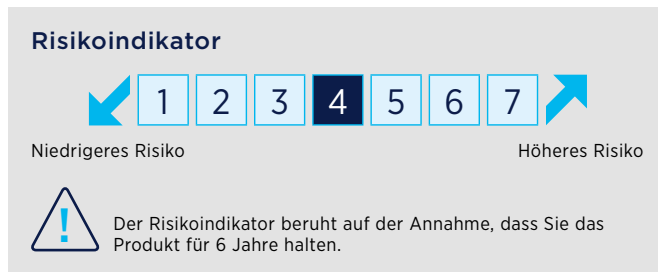 Risikoindikator
1 2 3 4 5 6 7
Niedrigeres Risiko Höheres Risiko
! Der Risikoindikator beruht auf der Annahme, dass Sie das
Produkt für 6 Jahre halten.